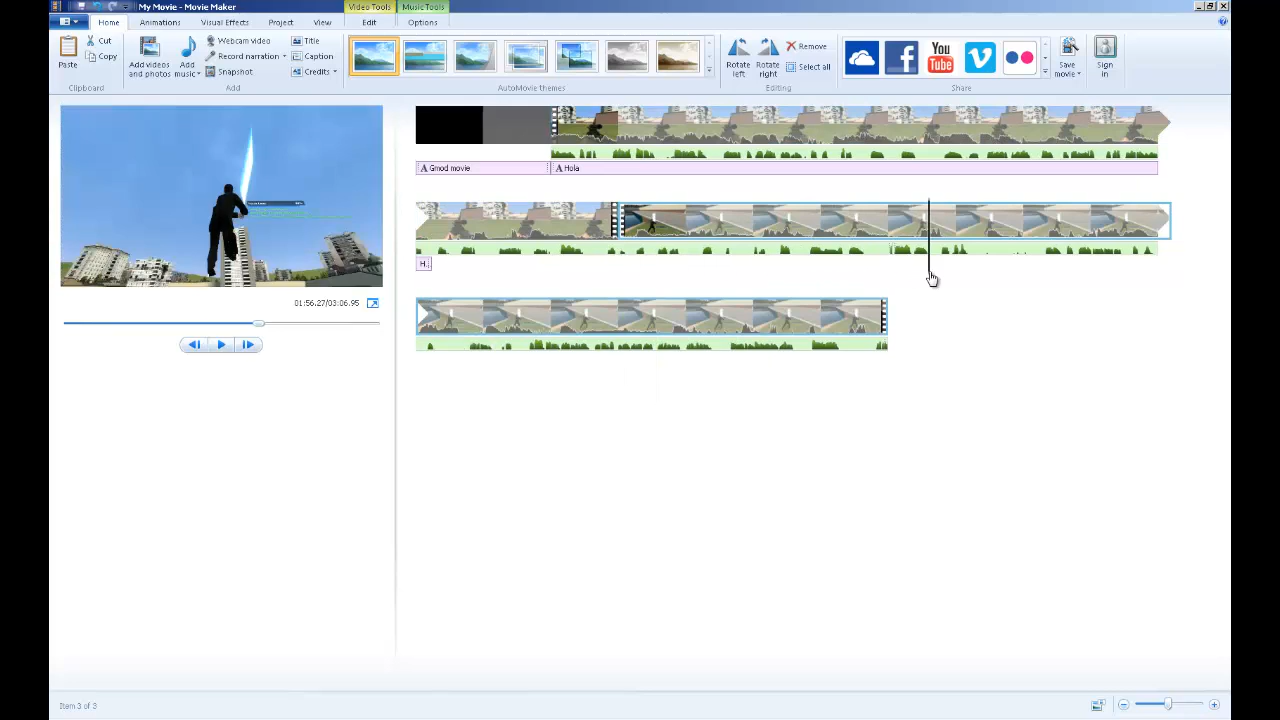 My Movie - Movie Maker
Video Tools
Music Tools
Home
Animations
Visual Effects
Project
View
Edit
Options
Paste
Cut
Copy
Clipboard
Add videos and photos
Add music
Webcam video
Record narration
Snapshot
Title
Caption
Credits
Add
AutoMovie themes
Rotate left
Rotate right
Remove
Select all
Editing
You Tube
Share
Save movie
Sign in
Gmod movie
Hola
H..
01:56.27/03:06.95
Item 3 of 3